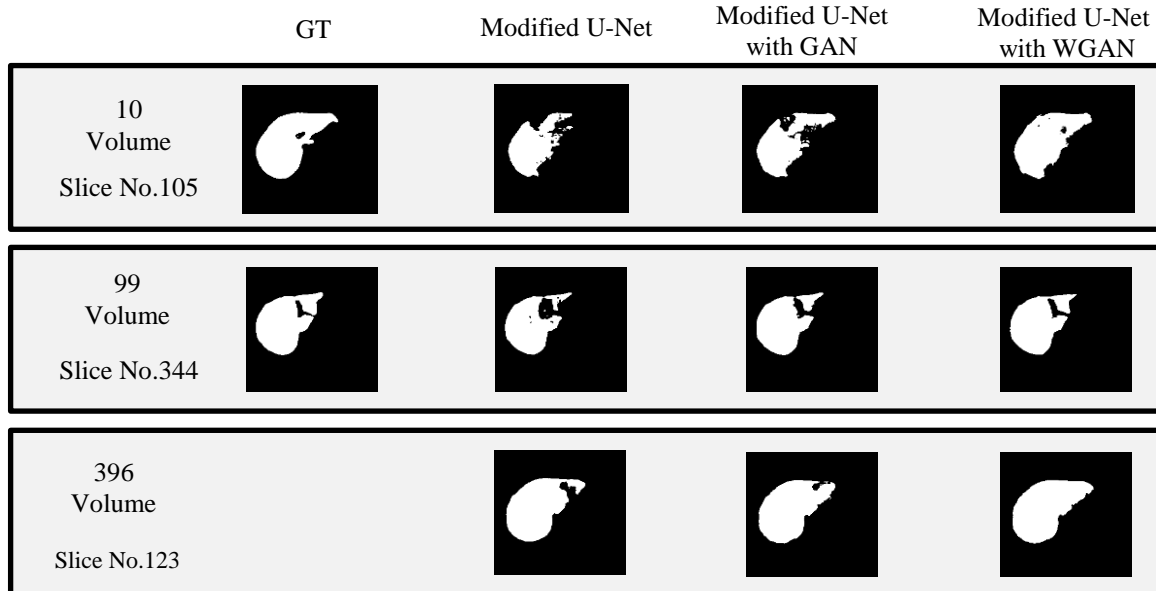 GT
Modified U-Net
Modified U-Net
with GAN
Modified U-Net
with WGAN
10
Volume
Slice No.105
99
Volume
Slice No.344
396
Volume
Slice No.123